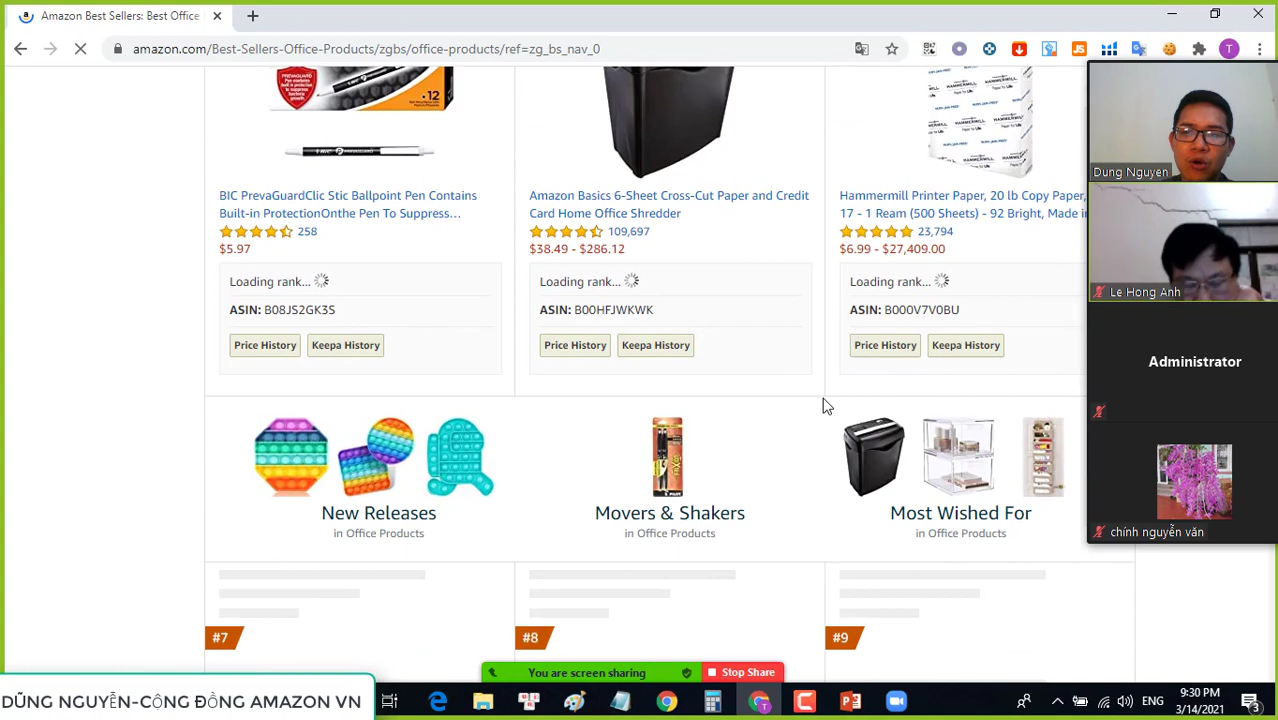 Amazon Best Sellers: Best Office
amazon.com/Best-Sellers-Office-Products/zgbs/office-products/ref=zg_bs_nav_0
PREVAGUARD
12
BIC PrevaGuardClic Stic Ballpoint Pen Contains
Built-in ProtectionOnthe Pen To Suppress…
258
$5.97
Loading rank...
ASIN: B08JS2GK3S
Price History
Keepa History
Amazon Basics 6-Sheet Cross-Cut Paper and Credit
Card Home Office Shredder
109,697
$38.49 - $286.12
Loading rank...
ASIN: B00HFJWKWK
Price History
Keepa History
HAMMERMILL
Hammermill Printer Paper, 20 lb Copy Paper,
17 - 1 Ream (500 Sheets) - 92 Bright, Made in
23,794
$6.99 - $27,409.00
Loading rank...
ASIN: B000V7V0BU
Price History
Keepa History
New Releases
in Office Products
Movers & Shakers
in Office Products
Most Wished For
in Office Products
#7
#8
#9
Dung Nguyen
Le Hong Anh
Administrator
chính nguyễn văn
You are screen sharing
Stop Share
DŨNG NGUYỄN-CỘNG ĐỒNG AMAZON VN
ENG
9:30 PM
3/14/2021
3